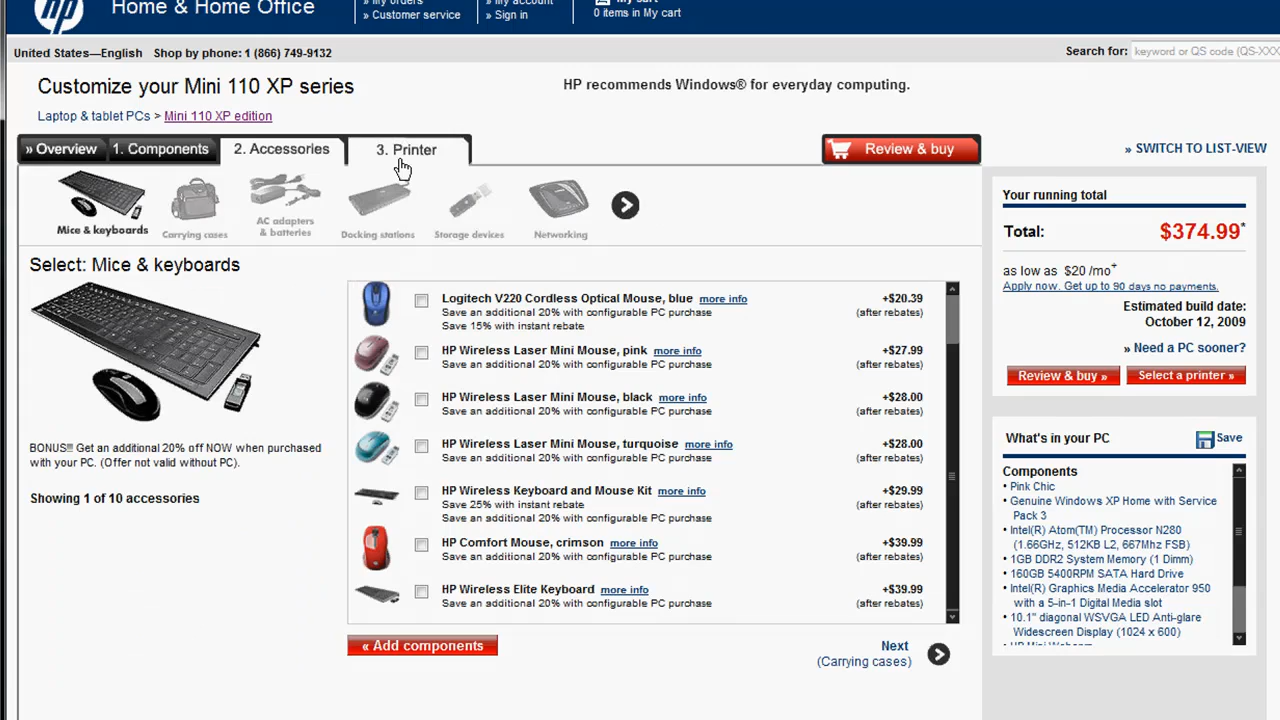 hp
Home & Home Office
» My orders
» Customer service
» My account
» Sign in
My cart
0 items in My cart
United States—English Shop by phone: 1 (866) 749-9132
Search for:
keyword or QS code (QS-XXX
Customize your Mini 110 XP series
HP recommends Windows® for everyday computing.
Laptop & tablet PCs > Mini 110 XP edition
» Overview
1. Components
2. Accessories
3. Printer
Review & buy
» SWITCH TO LIST-VIEW
Mice & keyboards
Carrying cases
AC adapters
& batteries
Docking stations
Storage devices
Networking
Select: Mice & keyboards
BONUS!!! Get an additional 20% off NOW when purchased
with your PC. (Offer not valid without PC).
Showing 1 of 10 accessories
Logitech V220 Cordless Optical Mouse, blue more info +$20.39
Save an additional 20% with configurable PC purchase (after rebates)
Save 15% with instant rebate
HP Wireless Laser Mini Mouse, pink more info +$27.99
Save an additional 20% with configurable PC purchase (after rebates)
HP Wireless Laser Mini Mouse, black more info +$28.00
Save an additional 20% with configurable PC purchase (after rebates)
HP Wireless Laser Mini Mouse, turquoise more info +$28.00
Save an additional 20% with configurable PC purchase (after rebates)
HP Wireless Keyboard and Mouse Kit more info +$29.99
Save 25% with instant rebate (after rebates)
Save an additional 20% with configurable PC purchase
HP Comfort Mouse, crimson more info +$39.99
Save an additional 20% with configurable PC purchase (after rebates)
HP Wireless Elite Keyboard more info +$39.99
Save an additional 20% with configurable PC purchase (after rebates)
« Add components
Next
(Carrying cases)
Your running total
Total: $374.99*
as low as $20 /mo+
Apply now. Get up to 90 days no payments.
Estimated build date:
October 12, 2009
» Need a PC sooner?
Review & buy »
Select a printer »
What's in your PC
Save
Components
• Pink Chic
• Genuine Windows XP Home with Service
Pack 3
• Intel(R) Atom(TM) Processor N280
(1.66GHz, 512KB L2, 667Mhz FSB)
• 1GB DDR2 System Memory (1 Dimm)
• 160GB 5400RPM SATA Hard Drive
• Intel(R) Graphics Media Accelerator 950
with a 5-in-1 Digital Media slot
• 10.1" diagonal WSVGA LED Anti-glare
Widescreen Display (1024 x 600)
• HP Mini Webcam